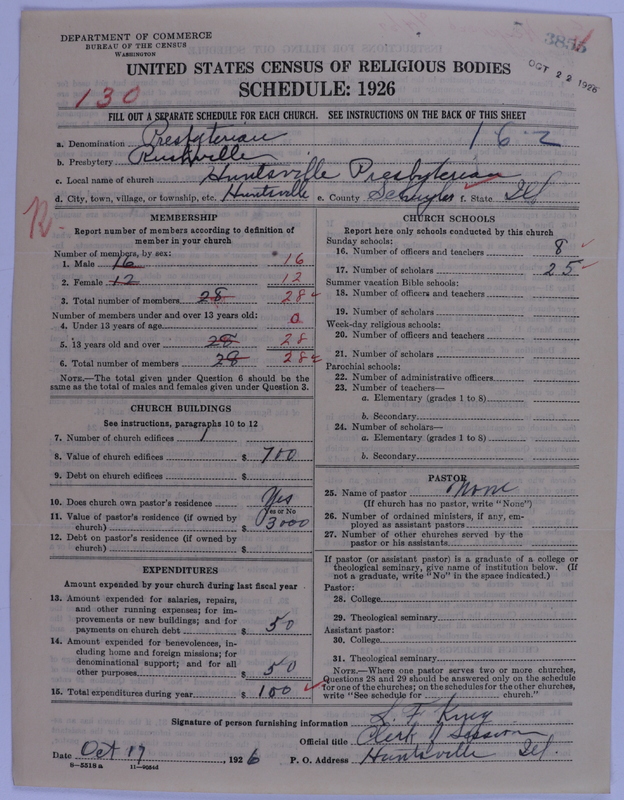 DEPARTMENT OF COMMERCE
BUREAU OF THE CENSUS
WASHINGTON
OCT 22 1926
UNITED STATES CENSUS OF RELIGIOUS BODIES
SCHEDULE: 1926
130
FILL OUT A SEPARATE SCHEDULE FOR EACH CHURCH. SEE INSTRUCTIONS ON THE BACK OF THIS SHEET
a. Denomination Presbyterian 162
b. Presbytery Rushville
c. Local name of church Huntsville Presbyterian
d. City, town, village, or township, etc. Huntsville e. County Schuyler f. State Ill
MEMBERSHIP
Report number of members according to definition of
member in your church
Number of members, by sex:
1. Male 16 16
2. Female 12 12
3. Total number of members 28 28
Number of members under and over 13 years old:
4. Under 13 years of age 0
5. 13 years old and over 28 28
6. Total number of members 28 28
NOTE.—The total given under Question 6 should be the
same as the total of males and females given under Question 3.
CHURCH BUILDINGS
See instructions, paragraphs 10 to 12
7. Number of church edifices 1
8. Value of church edifices $ 700
9. Debt on church edifices $
10. Does church own pastor's residence Yes
Yes or No
11. Value of pastor's residence (if owned by
church) $ 3000
12. Debt on pastor's residence (if owned by
church) $
EXPENDITURES
Amount expended by your church during last fiscal year
13. Amount expended for salaries, repairs,
and other running expenses; for im-
provements or new buildings; and for
payments on church debt $ 50
14. Amount expended for benevolences, in-
cluding home and foreign missions; for
denominational support; and for all
other purposes $ 50
15. Total expenditures during year $ 100
CHURCH SCHOOLS
Report here only schools conducted by this church
Sunday schools:
16. Number of officers and teachers 8
17. Number of scholars 25
Summer vacation Bible schools:
18. Number of officers and teachers
19. Number of scholars
Week-day religious schools:
20. Number of officers and teachers
21. Number of scholars
Parochial schools:
22. Number of administrative officers
23. Number of teachers—
a. Elementary (grades 1 to 8)
b. Secondary
24. Number of scholars—
a. Elementary (grades 1 to 8)
b. Secondary
PASTOR
25. Name of pastor None
(If church has no pastor, write "None")
26. Number of ordained ministers, if any, em-
ployed as assistant pastors
27. Number of other churches served by the
pastor or his assistants
If pastor (or assistant pastor) is a graduate of a college or
theological seminary, give name of institution below. (If
not a graduate, write "No" in the space indicated.)
Pastor:
28. College
29. Theological seminary
Assistant pastor:
30. College
31. Theological seminary
NOTE.—Where one pastor serves two or more churches,
Questions 28 and 29 should be answered only on the schedule
for one of the churches; on the schedules for the other churches,
write "See schedule for church."
Signature of person furnishing information L. F. King
Official title Clerk Session
Date Oct 19, 1926 P. O. Address Huntsville Ill.
8—5518a